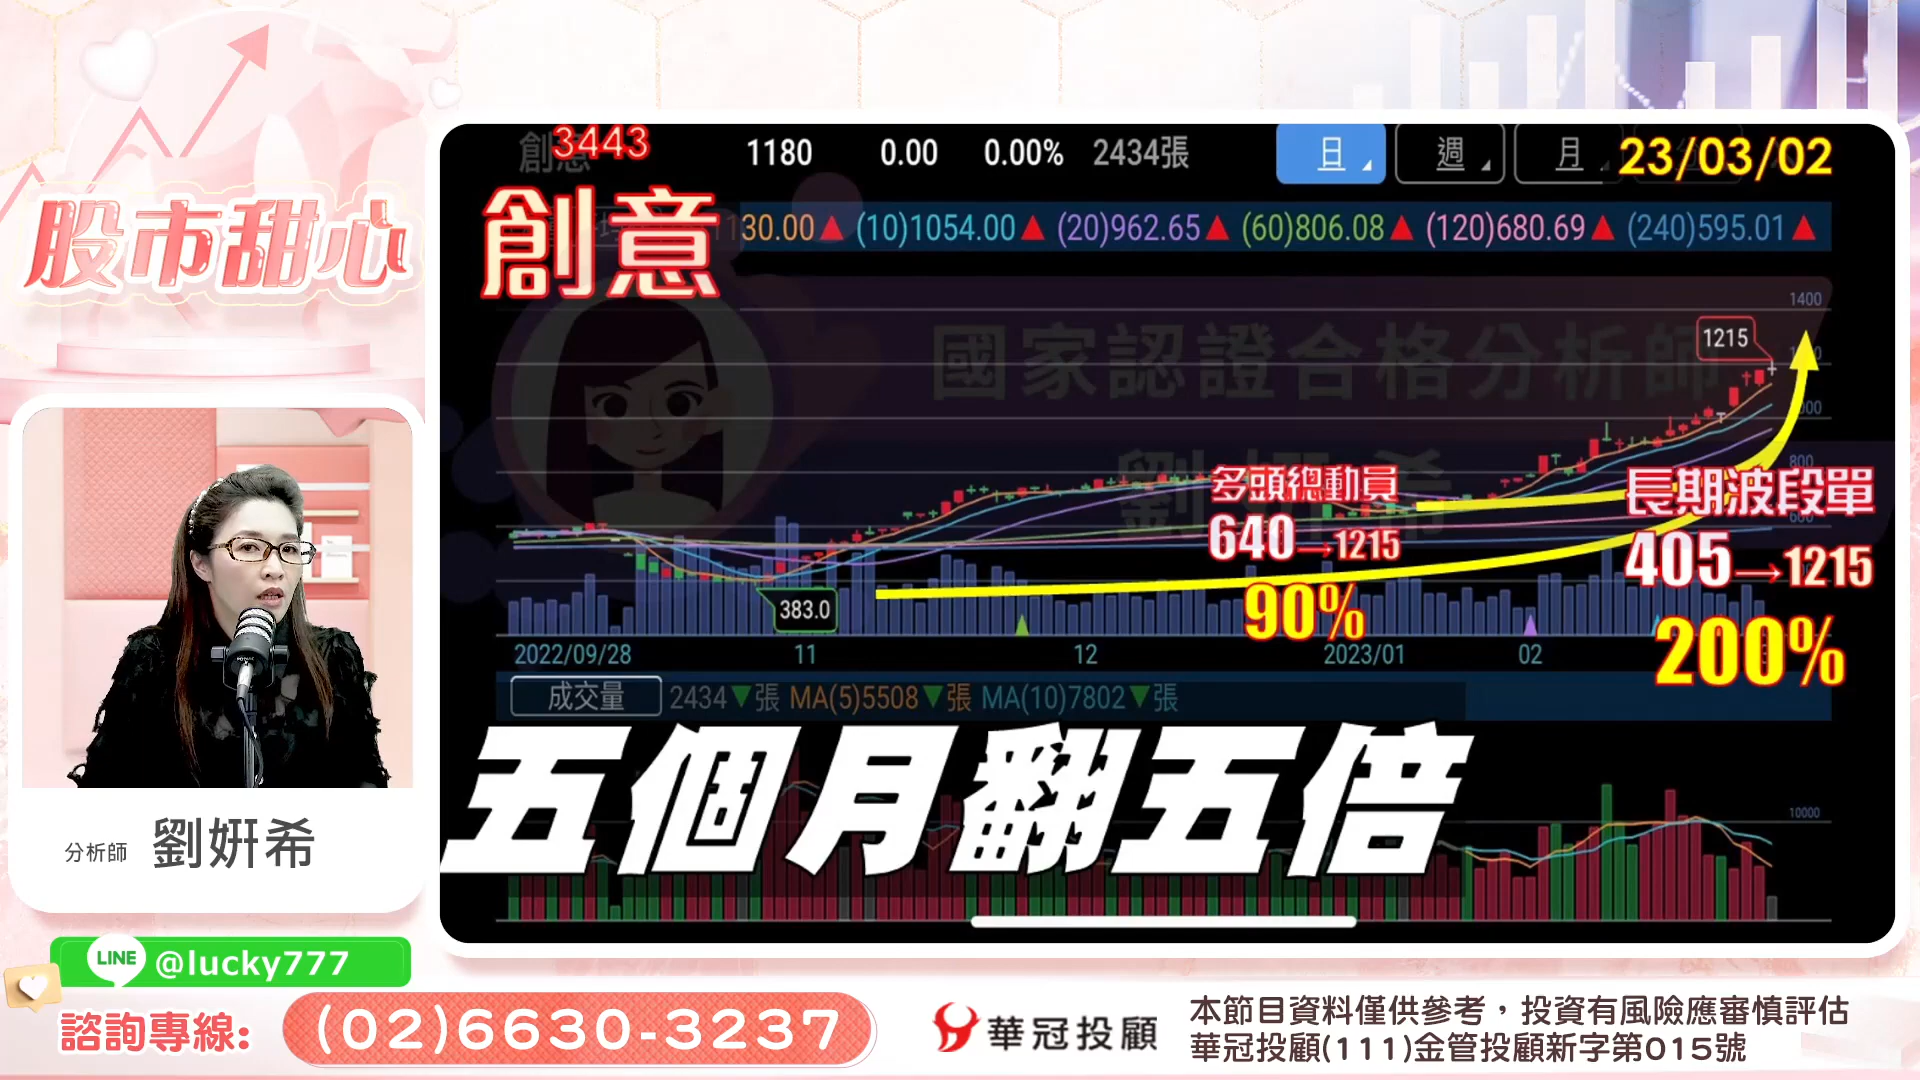 股市甜心
分析師 劉妍希
LINE @lucky777
諮詢專線: (02)6630-3237
華冠投顧
本節目資料僅供參考，投資有風險應審慎評估
華冠投顧(111)金管投顧新字第015號
創意 3443 1180 0.00 0.00% 2434張 日 週 月 23/03/02
創意
30.00▲ (10)1054.00▲ (20)962.65▲ (60)806.08▲ (120)680.69▲ (240)595.01▲
國家認證合格分析師
1400
1215
800
600
多頭總動員
640→1215
90%
長期波段單
405→1215
200%
383.0
2022/09/28 11 12 2023/01 02
成交量 2434▼張 MA(5)5508▼張 MA(10)7802▼張
五個月翻五倍
10000